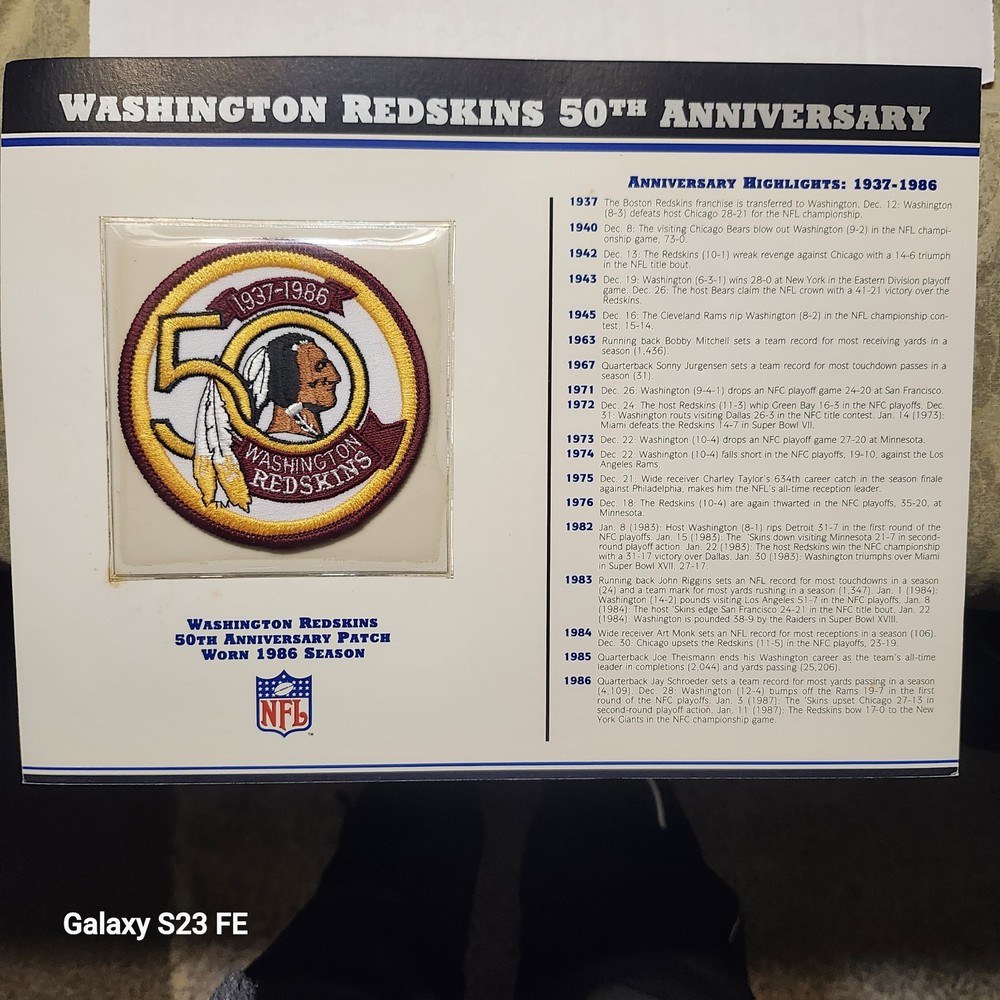 WASHINGTON REDSKINS 50TH ANNIVERSARY
1937-1986
50
WASHINGTON
REDSKINS
TM
WASHINGTON REDSKINS
50TH ANNIVERSARY PATCH
WORN 1986 SEASON
NFL
ANNIVERSARY HIGHLIGHTS: 1937-1986
1937 The Boston Redskins franchise is transferred to Washington. Dec. 12: Washington
(8-3) defeats host Chicago 28-21 for the NFL championship.
1940 Dec. 8: The visiting Chicago Bears blow out Washington (9-2) in the NFL champi-
onship game, 73-0.
1942 Dec. 13: The Redskins (10-1) wreak revenge against Chicago with a 14-6 triumph
in the NFL title bout.
1943 Dec. 19: Washington (6-3-1) wins 28-0 at New York in the Eastern Division playoff
game. Dec. 26: The host Bears claim the NFL crown with a 41-21 victory over the
Redskins.
1945 Dec. 16: The Cleveland Rams nip Washington (8-2) in the NFL championship con-
test, 15-14.
1963 Running back Bobby Mitchell sets a team record for most receiving yards in a
season (1,436).
1967 Quarterback Sonny Jurgensen sets a team record for most touchdown passes in a
season (31).
1971 Dec. 26: Washington (9-4-1) drops an NFC playoff game 24-20 at San Francisco.
1972 Dec. 24: The host Redskins (11-3) whip Green Bay 16-3 in the NFC playoffs. Dec.
31: Washington routs visiting Dallas 26-3 in the NFC title contest. Jan. 14 (1973):
Miami defeats the Redskins 14-7 in Super Bowl VII.
1973 Dec. 22: Washington (10-4) drops an NFC playoff game 27-20 at Minnesota.
1974 Dec. 22: Washington (10-4) falls short in the NFC playoffs, 19-10, against the Los
Angeles Rams.
1975 Dec. 21: Wide receiver Charley Taylor's 634th career catch in the season finale
against Philadelphia, makes him the NFL's all-time reception leader.
1976 Dec. 18: The Redskins (10-4) are again thwarted in the NFC playoffs, 35-20, at
Minnesota.
1982 Jan. 8 (1983): Host Washington (8-1) rips Detroit 31-7 in the first round of the
NFC playoffs. Jan. 15 (1983): The 'Skins down visiting Minnesota 21-7 in second-
round playoff action. Jan. 22 (1983): The host Redskins win the NFC championship
with a 31-17 victory over Dallas. Jan. 30 (1983): Washington triumphs over Miami
in Super Bowl XVII, 27-17.
1983 Running back John Riggins sets an NFL record for most touchdowns in a season
(24) and a team mark for most yards rushing in a season (1,347). Jan. 1 (1984):
Washington (14-2) pounds visiting Los Angeles 51-7 in the NFC playoffs. Jan. 8
(1984): The host 'Skins edge San Francisco 24-21 in the NFC title bout. Jan. 22
(1984): Washington is pounded 38-9 by the Raiders in Super Bowl XVIII.
1984 Wide receiver Art Monk sets an NFL record for most receptions in a season (106).
Dec. 30: Chicago upsets the Redskins (11-5) in the NFC playoffs, 23-19.
1985 Quarterback Joe Theismann ends his Washington career as the team's all-time
leader in completions (2,044) and yards passing (25,206).
1986 Quarterback Jay Schroeder sets a team record for most yards passing in a season
(4,109). Dec. 28: Washington (12-4) bumps off the Rams 19-7 in the first
round of the NFC playoffs. Jan. 3 (1987): The 'Skins upset Chicago 27-13 in
second-round playoff action. Jan. 11 (1987): The Redskins bow 17-0 to the New
York Giants in the NFC championship game.
Galaxy S23 FE